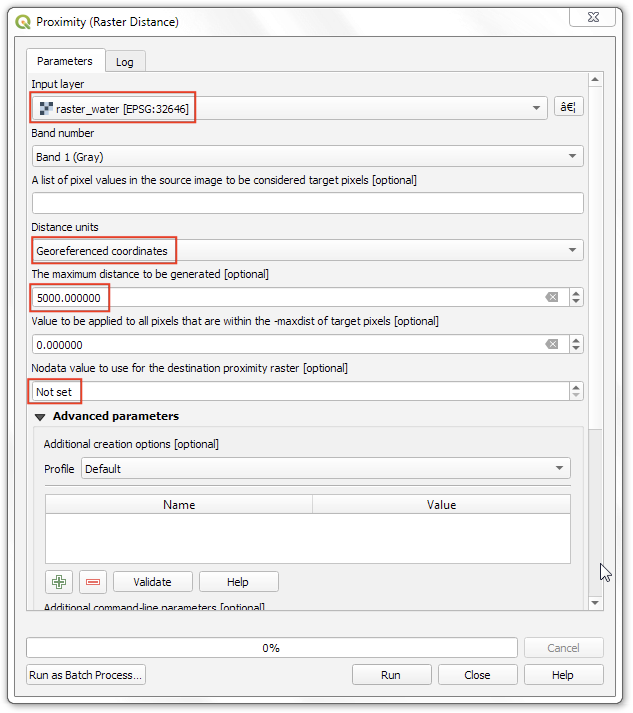 Proximity (Raster Distance)
Parameters
Log
Input layer
raster_water [EPSG:32646]
â€¦
Band number
Band 1 (Gray)
A list of pixel values in the source image to be considered target pixels [optional]
Distance units
Georeferenced coordinates
The maximum distance to be generated [optional]
5000.000000
Value to be applied to all pixels that are within the -maxdist of target pixels [optional]
0.000000
Nodata value to use for the destination proximity raster [optional]
Not set
Advanced parameters
Additional creation options [optional]
Profile Default
Name Value
Validate Help
Additional command-line parameters [optional]
0%
Cancel
Run as Batch Process... Run Close Help